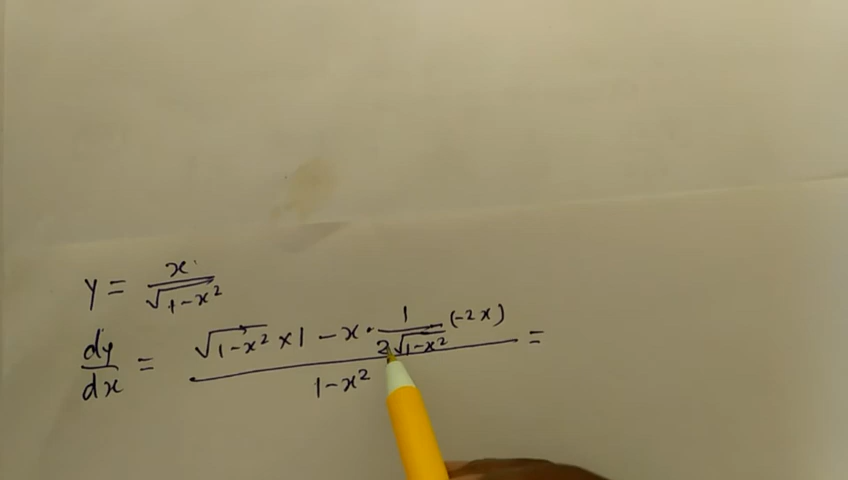 y = x / √(1-x²)
dy/dx = (√(1-x²) × 1 - x · 1/(2√(1-x²)) (-2x)) / (1-x²) =